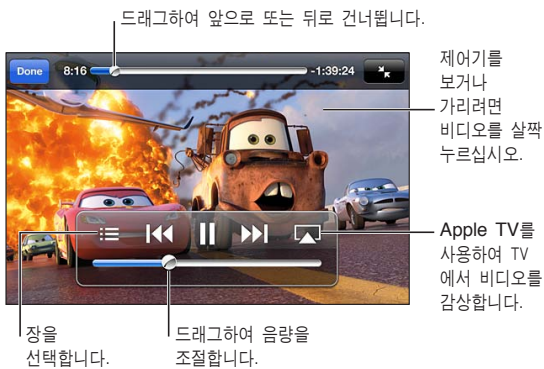 드래그하여 앞으로 또는 뒤로 건너뜁니다.
Done 8:16 -1:39:24
제어기를
보거나
가리려면
비디오를 살짝
누르십시오.
Apple TV를
사용하여 TV
에서 비디오를
감상합니다.
장을
선택합니다.
드래그하여 음량을
조절합니다.